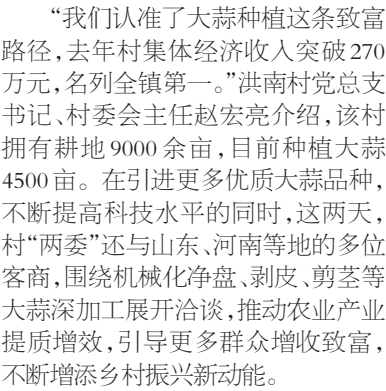 “我们认准了大蒜种植这条致富
路径，去年村集体经济收入突破270
万元，名列全镇第一。”洪南村党总支
书记、村委会主任赵宏亮介绍，该村
拥有耕地9000余亩，目前种植大蒜
4500亩。在引进更多优质大蒜品种，
不断提高科技水平的同时，这两天，
村“两委”还与山东、河南等地的多位
客商，围绕机械化净盘、剥皮、剪茎等
大蒜深加工展开洽谈，推动农业产业
提质增效，引导更多群众增收致富，
不断增添乡村振兴新动能。